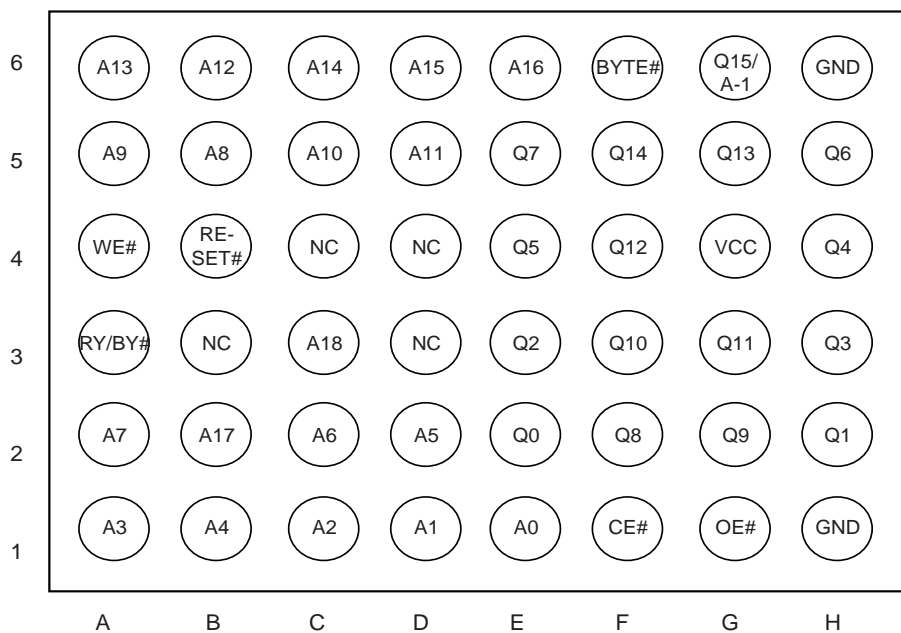 6 A13 A12 A14 A15 A16 BYTE# Q15/ A-1 GND
5 A9 A8 A10 A11 Q7 Q14 Q13 Q6
4 WE# RE- SET# NC NC Q5 Q12 VCC Q4
3 RY/BY# NC A18 NC Q2 Q10 Q11 Q3
2 A7 A17 A6 A5 Q0 Q8 Q9 Q1
1 A3 A4 A2 A1 A0 CE# OE# GND
A B C D E F G H